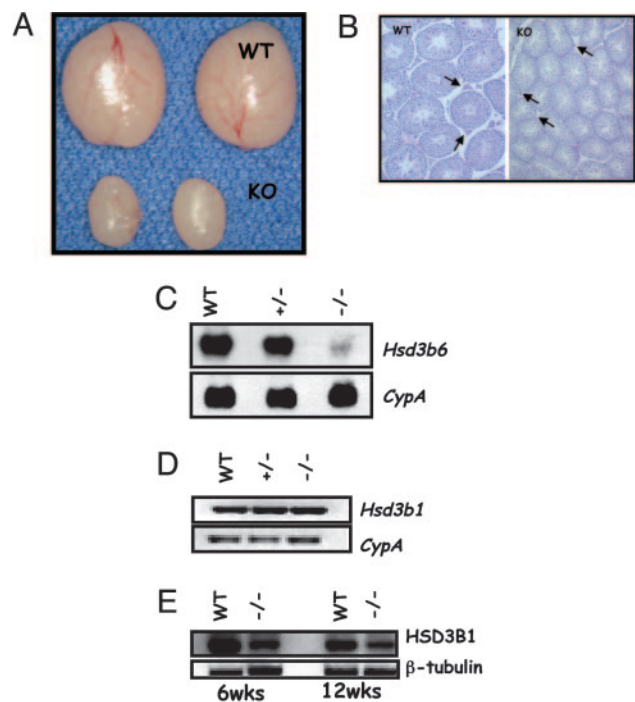 A
WT
KO
B
WT
KO
C
WT
+/-
-/-
Hsd3b6
CypA
D
WT
+/-
-/-
Hsd3b1
CypA
E
WT
-/-
WT
-/-
HSD3B1
β-tubulin
6wks
12wks